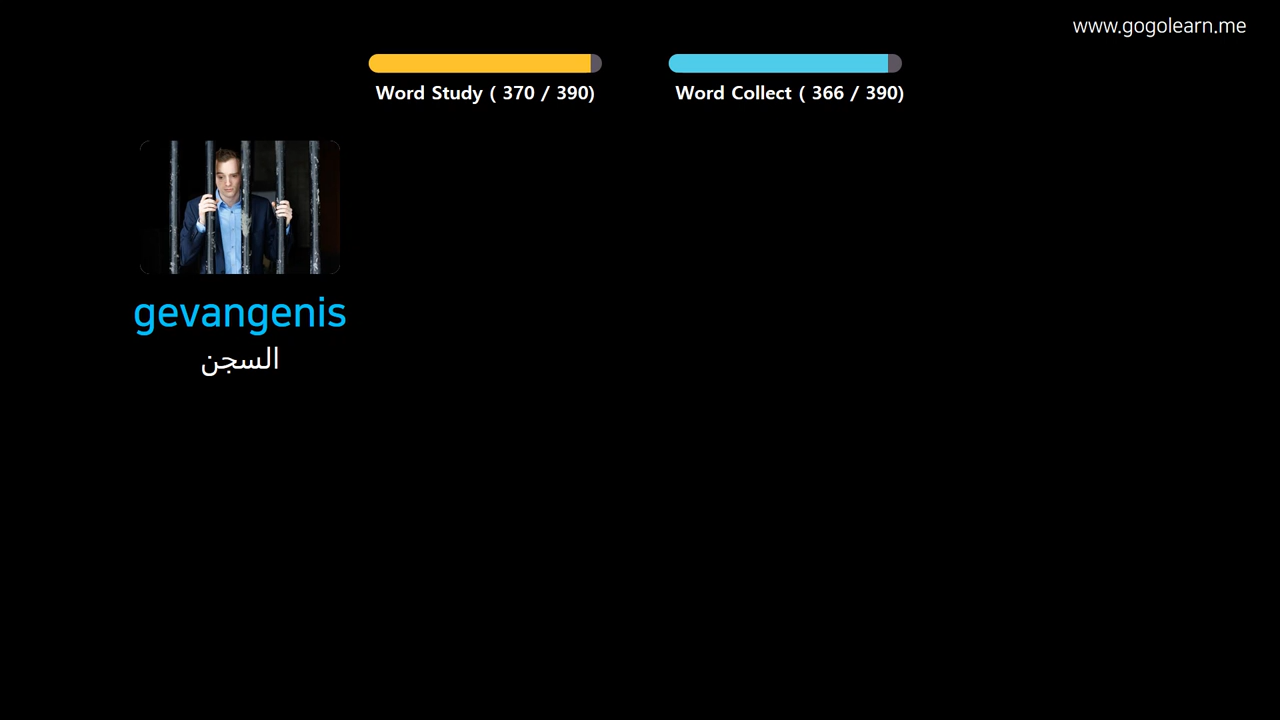 www.gogolearn.me
Word Study ( 370 / 390)
Word Collect ( 366 / 390)
gevangenis
السجن